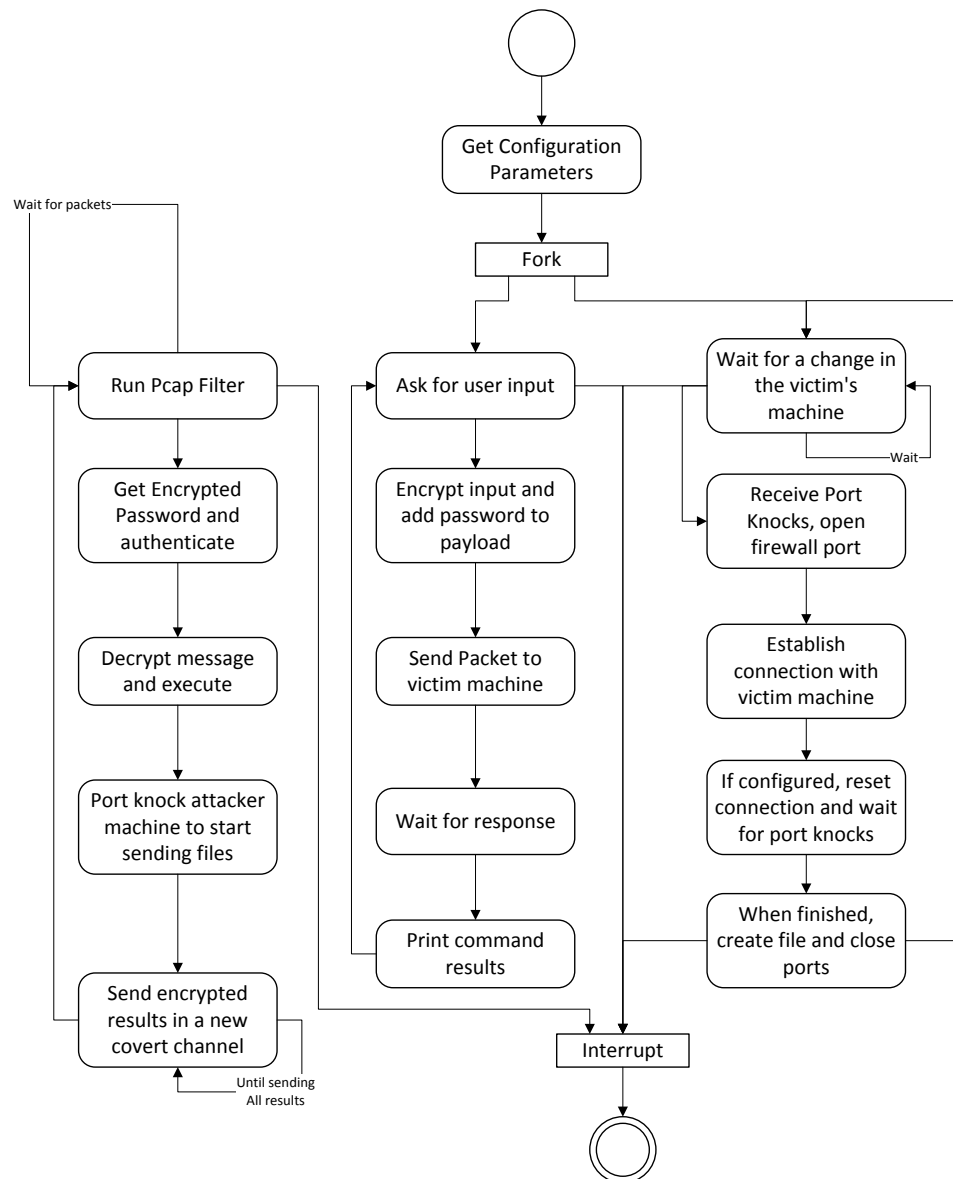 Get Configuration
Parameters
Wait for packets
Fork
Run Pcap Filter
Ask for user input
Wait for a change in
the victim's
machine
Wait
Get Encrypted
Password and
authenticate
Encrypt input and
add password to
payload
Receive Port
Knocks, open
firewall port
Decrypt message
and execute
Send Packet to
victim machine
Establish
connection with
victim machine
Port knock attacker
machine to start
sending files
Wait for response
If configured, reset
connection and wait
for port knocks
Print command
results
When finished,
create file and close
ports
Send encrypted
results in a new
covert channel
Interrupt
Until sending
All results